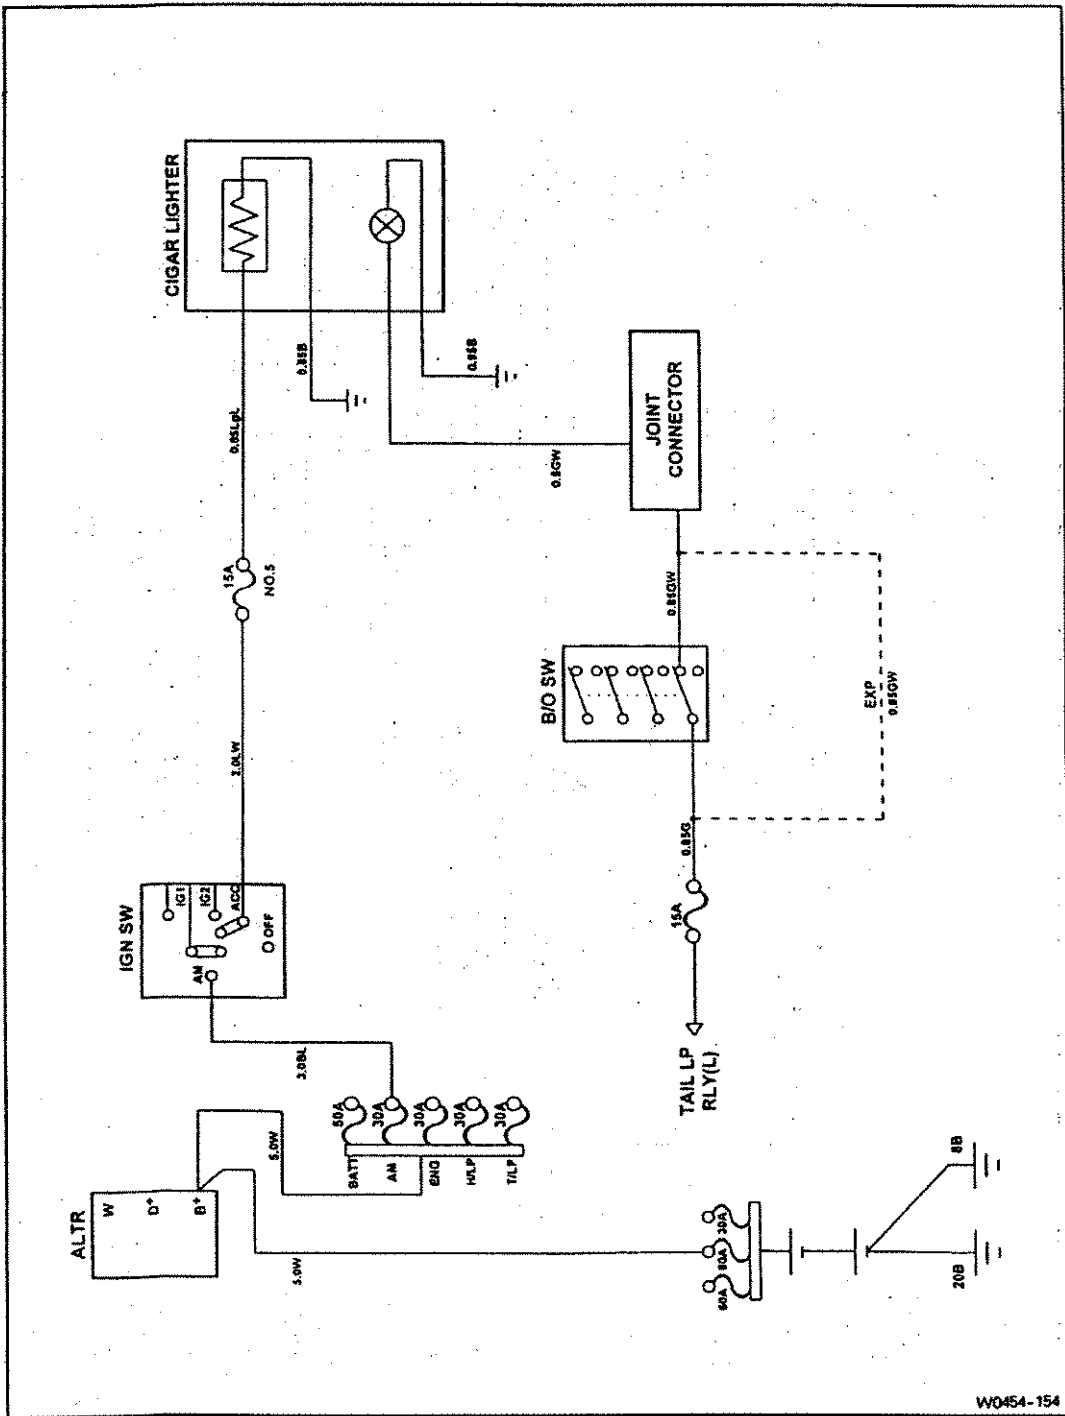 CIGAR LIGHTER
0.85B
0.85B
0.85LgL
0.8GW
JOINT
CONNECTOR
15A
NO.5
0.85GW
B/O SW
EXP
0.85GW
2.0LW
0.85G
15A
IGN SW
IG1
IG2
ACC
AM
OFF
TAIL LP
RLY(L)
3.0BL
60A
30A
30A
30A
30A
BATT
AM
ENG
H/LP
T/LP
5.0W
ALTR
W
D+
B+
5.0W
60A
80A
30A
8B
20B
W0454-154